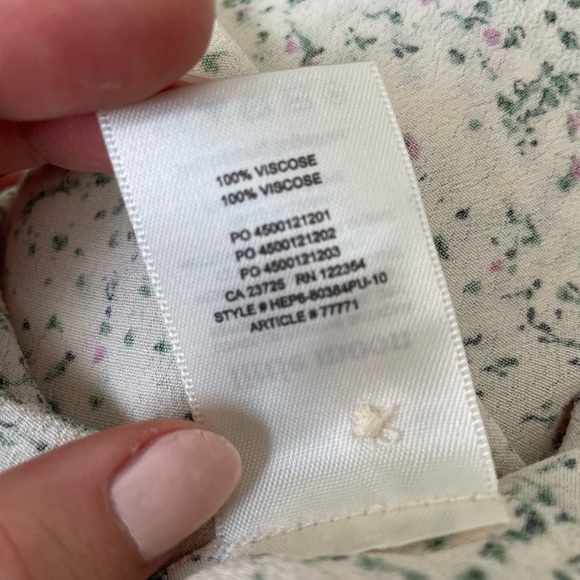 100% VISCOSE
100% VISCOSE
PO 4500121201
PO 4500121202
PO 4500121203
CA 23725 RN 122354
STYLE # HEP6-80384PU-10
ARTICLE # 77771